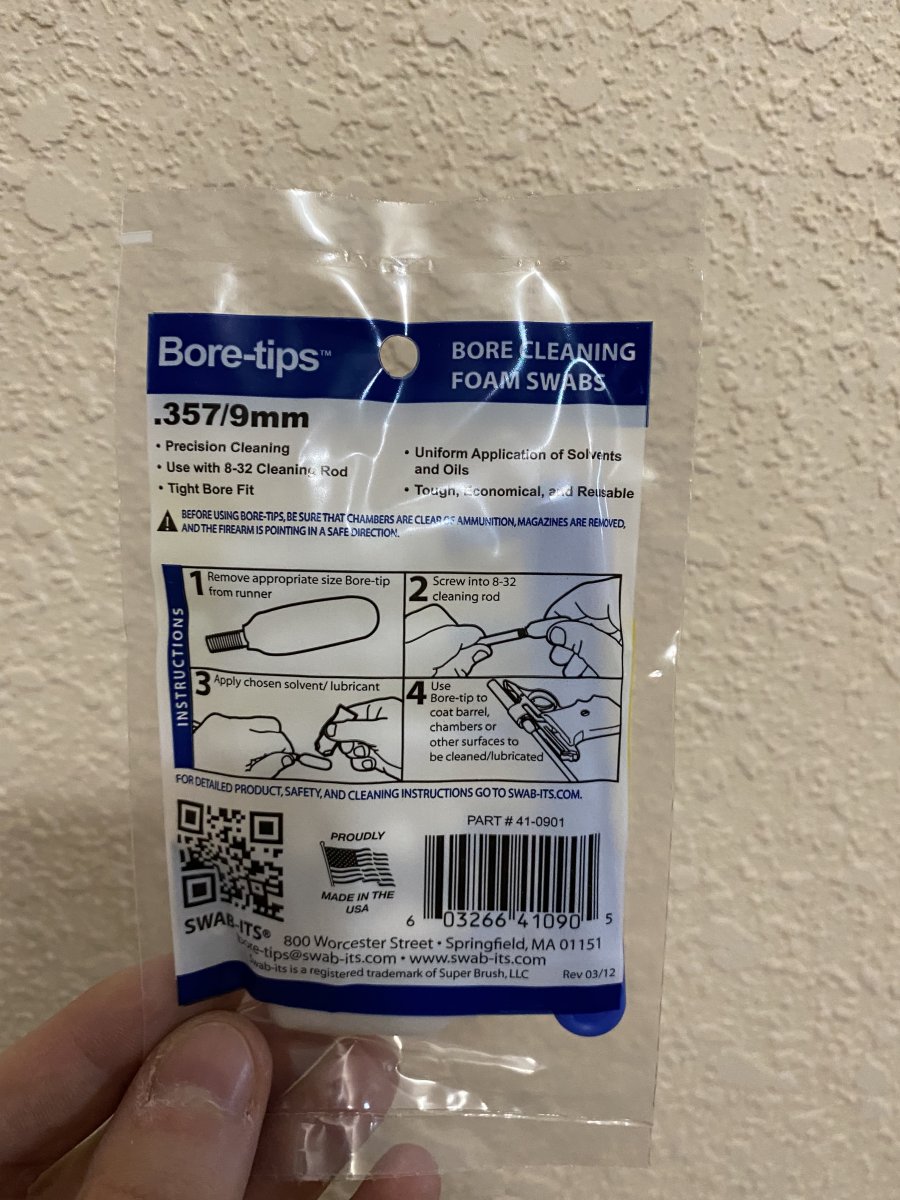 Bore-tips™
BORE CLEANING
FOAM SWABS
.357/9mm
• Precision Cleaning
• Use with 8-32 Cleaning Rod
• Tight Bore Fit
• Uniform Application of Solvents
and Oils
• Tough, Economical, and Reusable
BEFORE USING BORE-TIPS, BE SURE THAT CHAMBERS ARE CLEAR OF AMMUNITION, MAGAZINES ARE REMOVED,
AND THE FIREARM IS POINTING IN A SAFE DIRECTION.
INSTRUCTIONS
1 Remove appropriate size Bore-tip
from runner
2 Screw into 8-32
cleaning rod
3 Apply chosen solvent/ lubricant
4 Use
Bore-tip to
coat barrel,
chambers or
other surfaces to
be cleaned/lubricated
FOR DETAILED PRODUCT, SAFETY, AND CLEANING INSTRUCTIONS GO TO SWAB-ITS.COM.
SWAB-ITS®
PROUDLY
MADE IN THE
USA
PART # 41-0901
6 03266 41090 5
800 Worcester Street • Springfield, MA 01151
bore-tips@swab-its.com • www.swab-its.com
Swab-its is a registered trademark of Super Brush, LLC
Rev 03/12